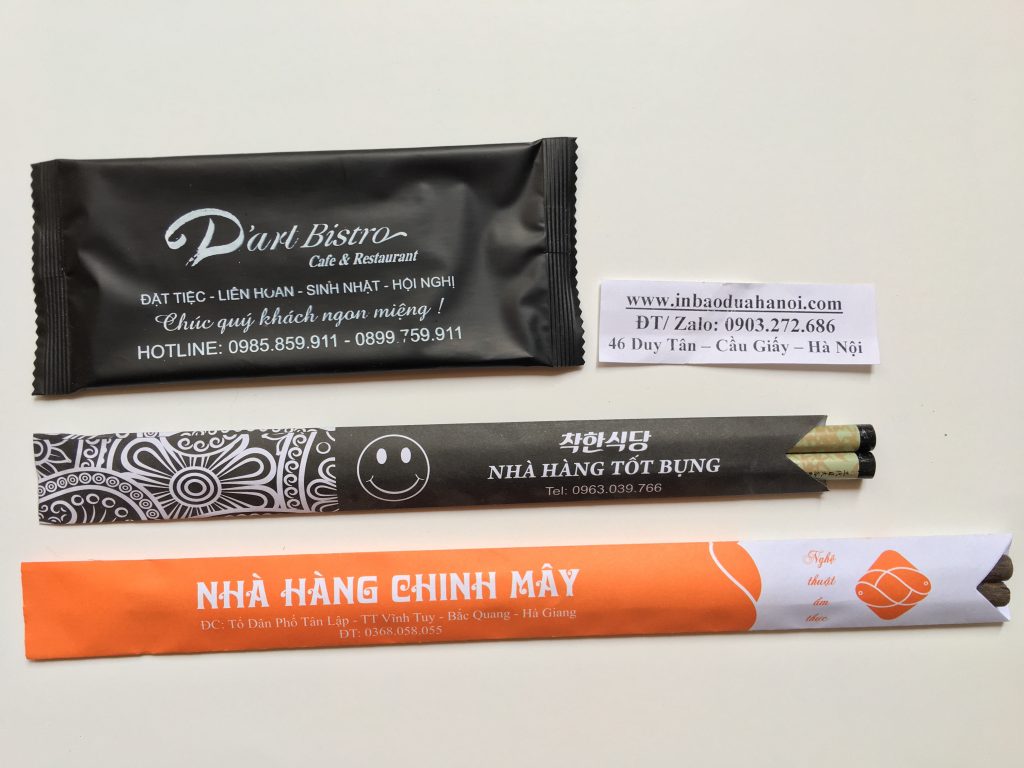 D'art Bistro
Cafe & Restaurant
ĐẶT TIỆC - LIÊN HOAN - SINH NHẬT - HỘI NGHỊ
Chúc quý khách ngon miệng !
HOTLINE: 0985.859.911 - 0899.759.911
www.inbaoduahanoi.com
ĐT/ Zalo: 0903.272.686
46 Duy Tân – Cầu Giấy – Hà Nội
착한식당
NHÀ HÀNG TỐT BỤNG
Tel: 0963.039.766
NHÀ HÀNG CHINH MÂY
ĐC: Tổ Dân Phố Tân Lập - TT Vĩnh Tuy - Bắc Quang - Hà Giang
ĐT: 0368.058.055
Nghệ
thuật
ẩm
thực